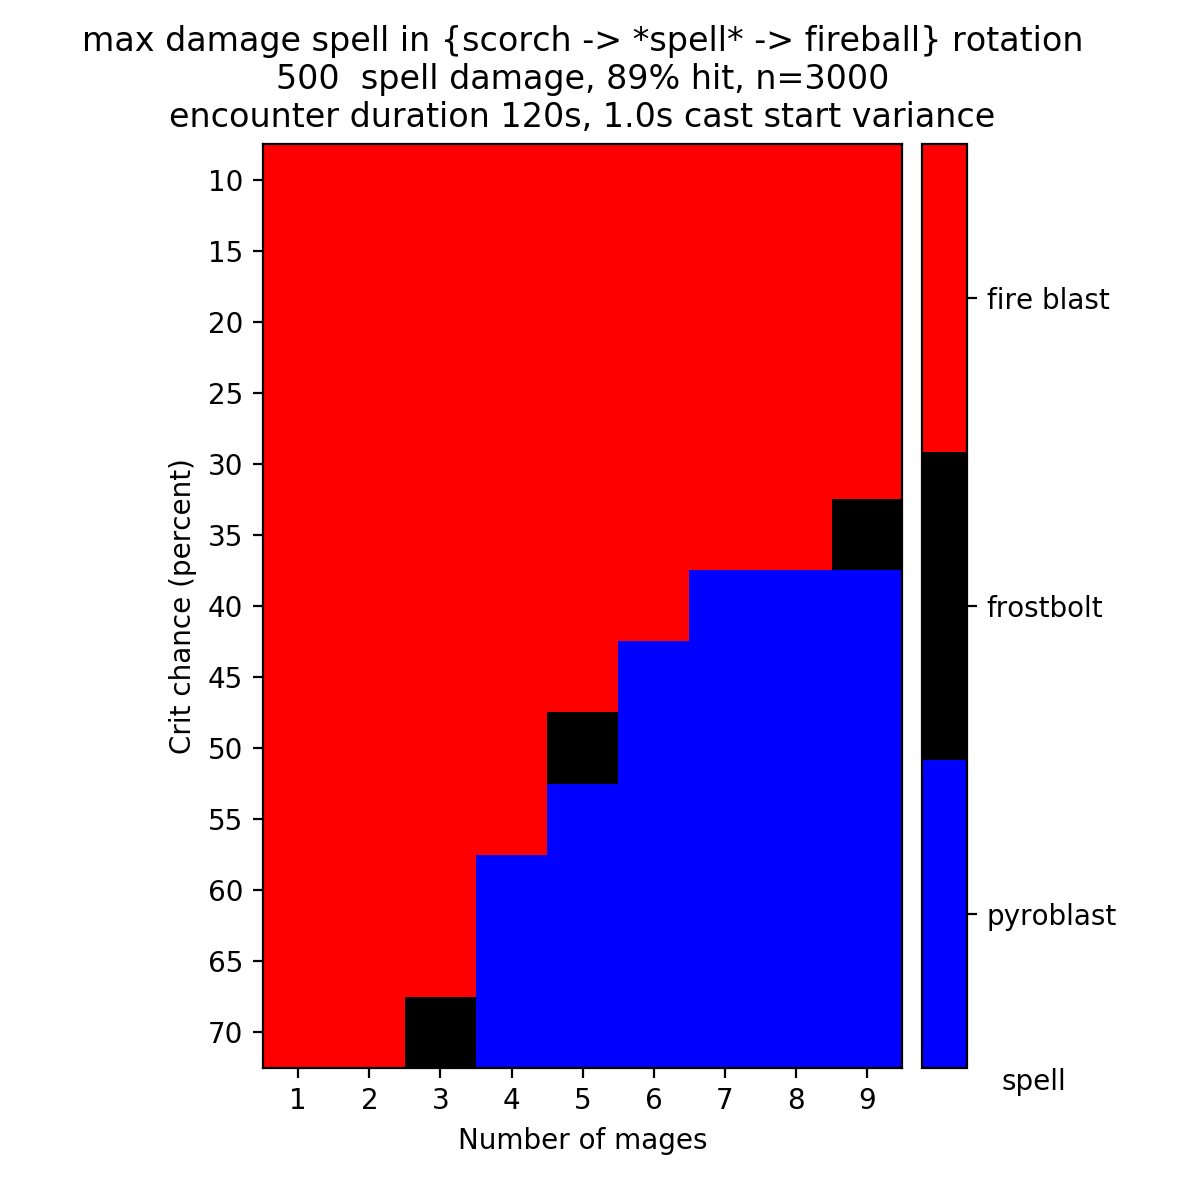 max damage spell in {scorch -> *spell* -> fireball} rotation
500  spell damage, 89% hit, n=3000
encounter duration 120s, 1.0s cast start variance
10
15
20
25
30
35
40
45
50
55
60
65
70
Crit chance (percent)
1 2 3 4 5 6 7 8 9
Number of mages
fire blast
frostbolt
pyroblast
spell